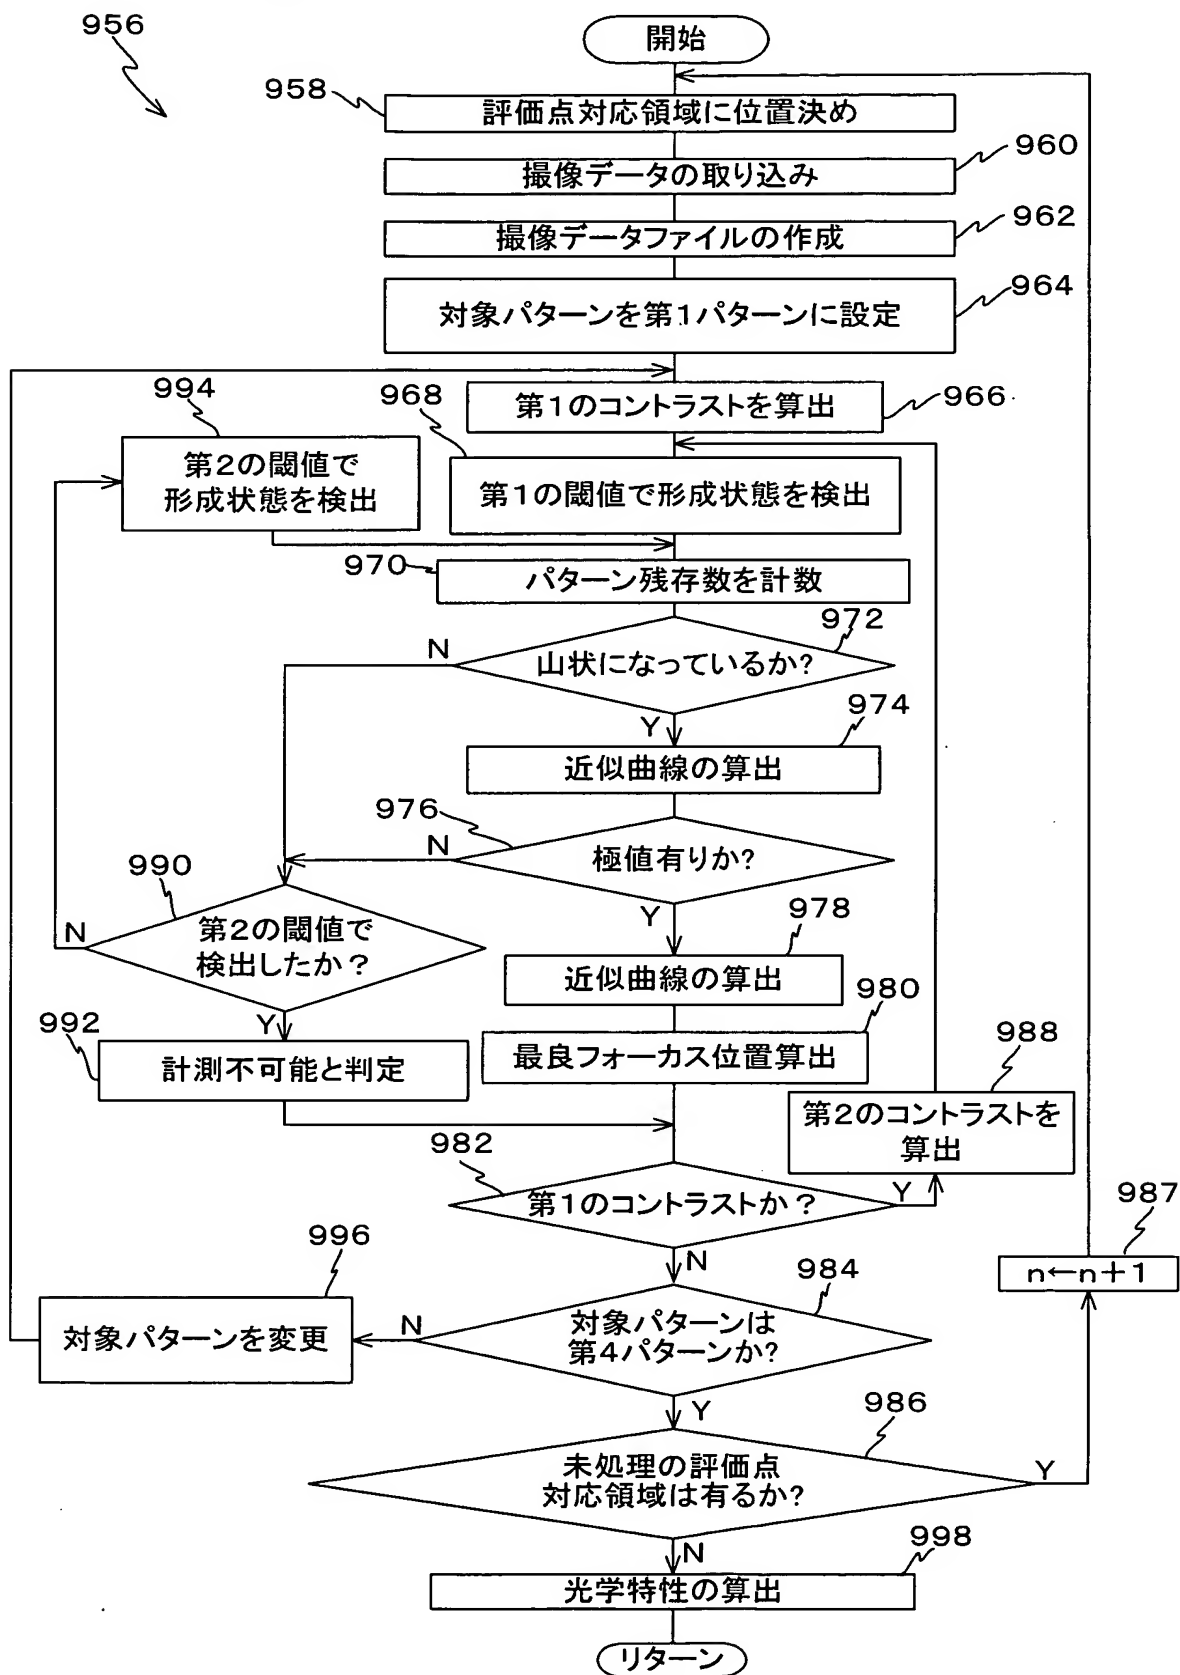 956
開始
958
評価点対応領域に位置決め
960
撮像データの取り込み
962
撮像データファイルの作成
964
対象パターンを第1パターンに設定
994
968
第1のコントラストを算出
966
第2の閾値で
形成状態を検出
第1の閾値で形成状態を検出
970
パターン残存数を計数
972
N
山状になっているか?
Y
974
近似曲線の算出
976
N
極値有りか?
990
Y
978
N
第2の閾値で
検出したか?
近似曲線の算出
980
992
Y
最良フォーカス位置算出
988
計測不可能と判定
第2のコントラストを
算出
982
第1のコントラストか?
Y
987
n←n+1
996
N
984
対象パターンを変更
N
対象パターンは
第4パターンか?
Y
986
未処理の評価点
対応領域は有るか?
Y
N
998
光学特性の算出
リターン